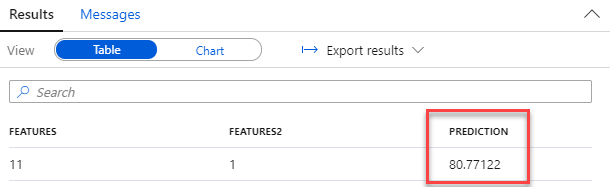 Results Messages
View Table Chart Export results
Search
FEATURES FEATURES2 PREDICTION
11 1 80.77122